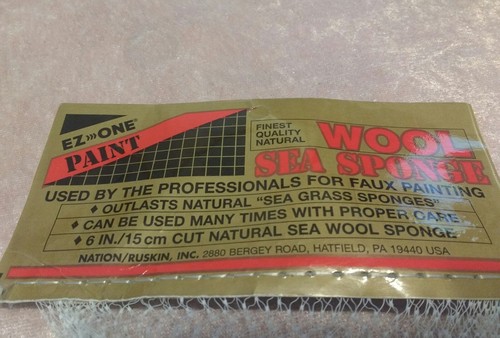 EZ»›ONE®
PAINT
FINEST
QUALITY
NATURAL
WOOL
SEA SPONGE
USED BY THE PROFESSIONALS FOR FAUX PAINTING
♦ OUTLASTS NATURAL "SEA GRASS SPONGES"
♦ CAN BE USED MANY TIMES WITH PROPER CARE
♦ 6 IN./15 cm CUT NATURAL SEA WOOL SPONGE
NATION/RUSKIN, INC. 2880 BERGEY ROAD, HATFIELD, PA 19440 USA